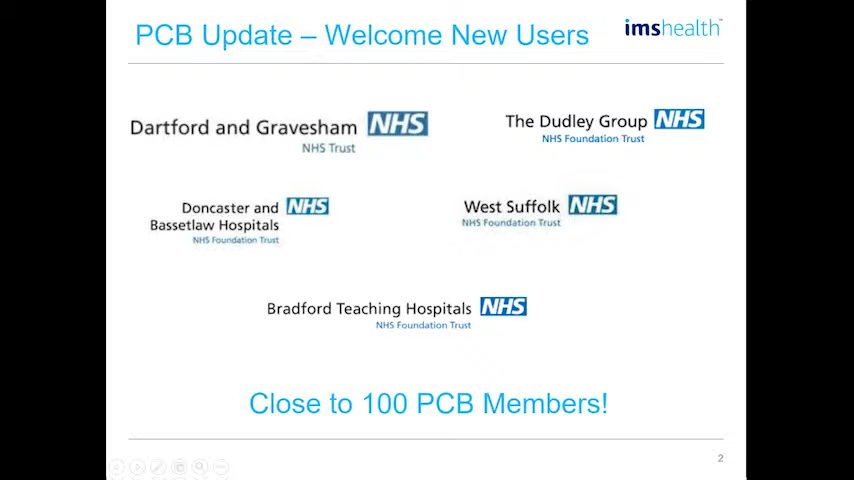 PCB Update – Welcome New Users
imshealth™
Dartford and Gravesham NHS
NHS Trust
The Dudley Group NHS
NHS Foundation Trust
Doncaster and NHS
Bassetlaw Hospitals
NHS Foundation Trust
West Suffolk NHS
NHS Foundation Trust
Bradford Teaching Hospitals NHS
NHS Foundation Trust
Close to 100 PCB Members!
2